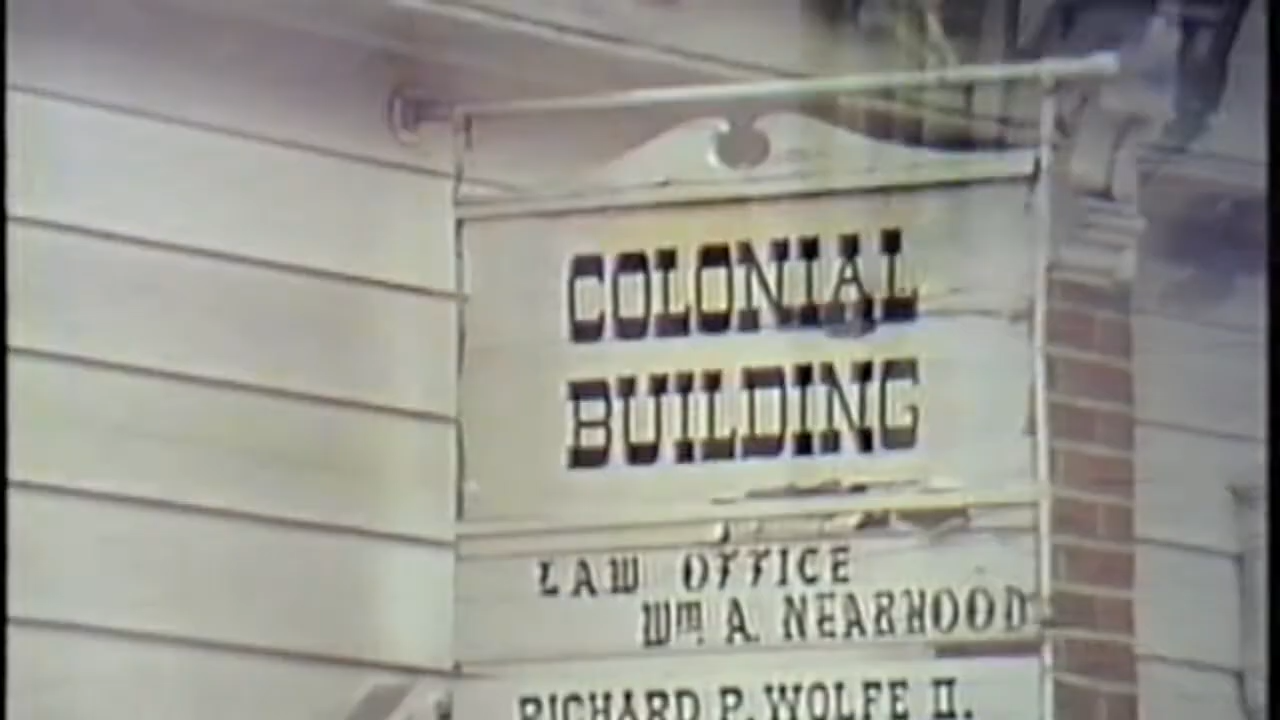 COLONIAL
BUILDING
LAW OFFICE
WM. A. NEARHOOD
RICHARD P. WOLFE II.